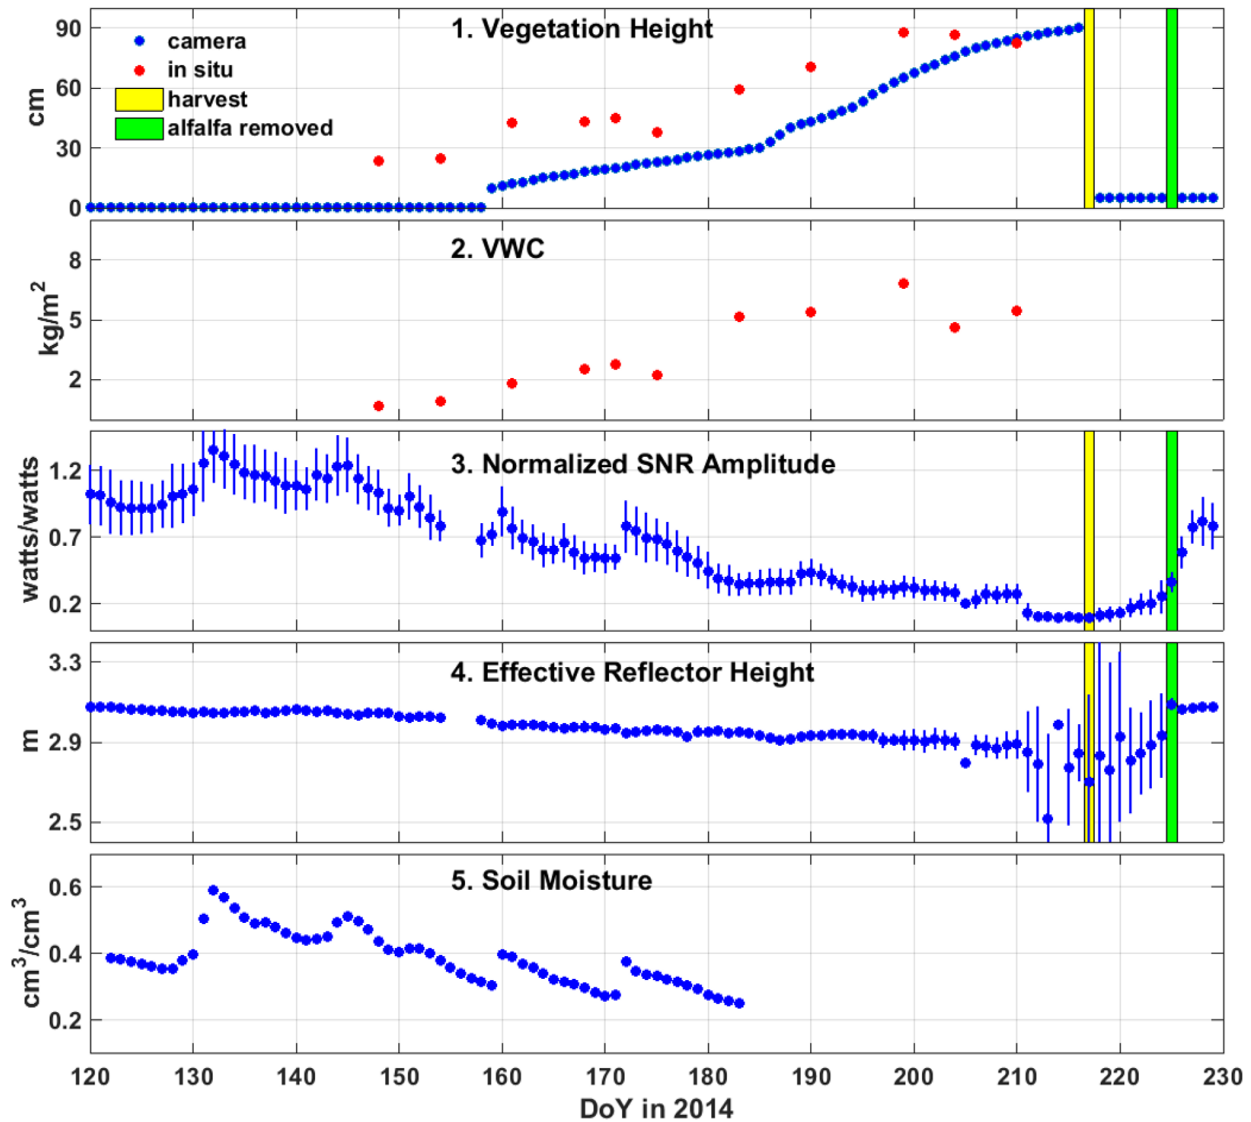 1. Vegetation Height
camera
in situ
harvest
alfalfa removed
cm
90
60
30
0
2. VWC
kg/m²
8
5
2
3. Normalized SNR Amplitude
watts/watts
1.2
0.7
0.2
4. Effective Reflector Height
m
3.3
2.9
2.5
5. Soil Moisture
cm³/cm³
0.6
0.4
0.2
120 130 140 150 160 170 180 190 200 210 220 230
DoY in 2014